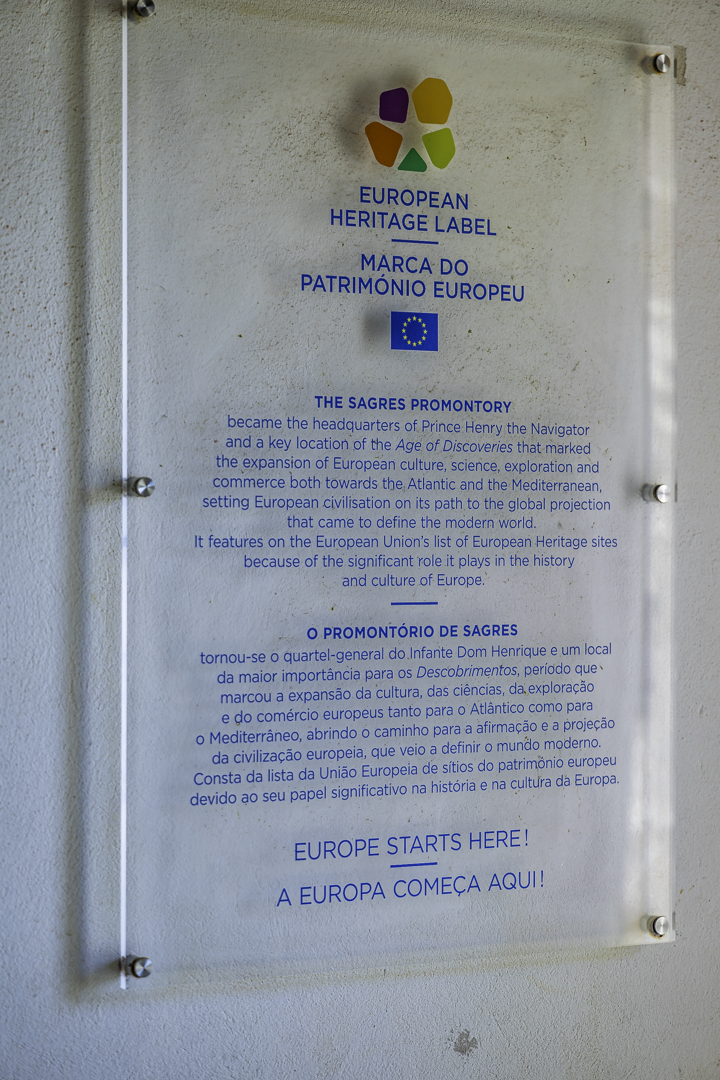 EUROPEAN
HERITAGE LABEL
MARCA DO
PATRIMÓNIO EUROPEU
THE SAGRES PROMONTORY
became the headquarters of Prince Henry the Navigator
and a key location of the Age of Discoveries that marked
the expansion of European culture, science, exploration and
commerce both towards the Atlantic and the Mediterranean,
setting European civilisation on its path to the global projection
that came to define the modern world.
It features on the European Union's list of European Heritage sites
because of the significant role it plays in the history
and culture of Europe.
O PROMONTÓRIO DE SAGRES
tornou-se o quartel-general do Infante Dom Henrique e um local
da maior importância para os Descobrimentos, período que
marcou a expansão da cultura, das ciências, da exploração
e do comércio europeus tanto para o Atlântico como para
o Mediterrâneo, abrindo o caminho para a afirmação e a projeção
da civilização europeia, que veio a definir o mundo moderno.
Consta da lista da União Europeia de sítios do património europeu
devido ao seu papel significativo na história e na cultura da Europa.
EUROPE STARTS HERE!
A EUROPA COMEÇA AQUI!